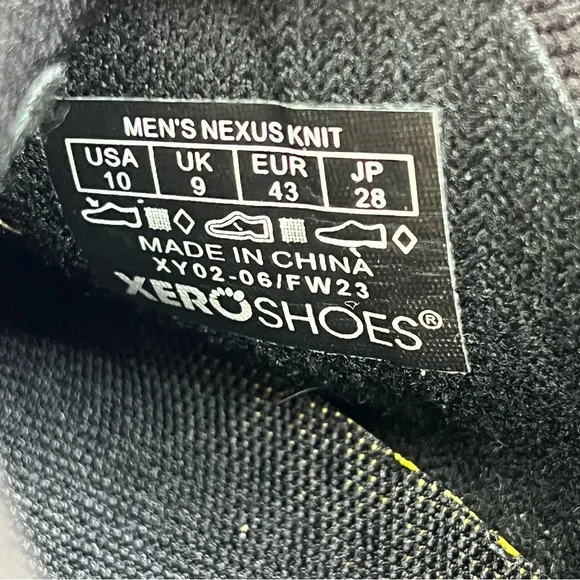 MEN'S NEXUS KNIT
USA UK EUR JP
10 9 43 28
MADE IN CHINA
XY02-06/FW23
XEROSHOES®